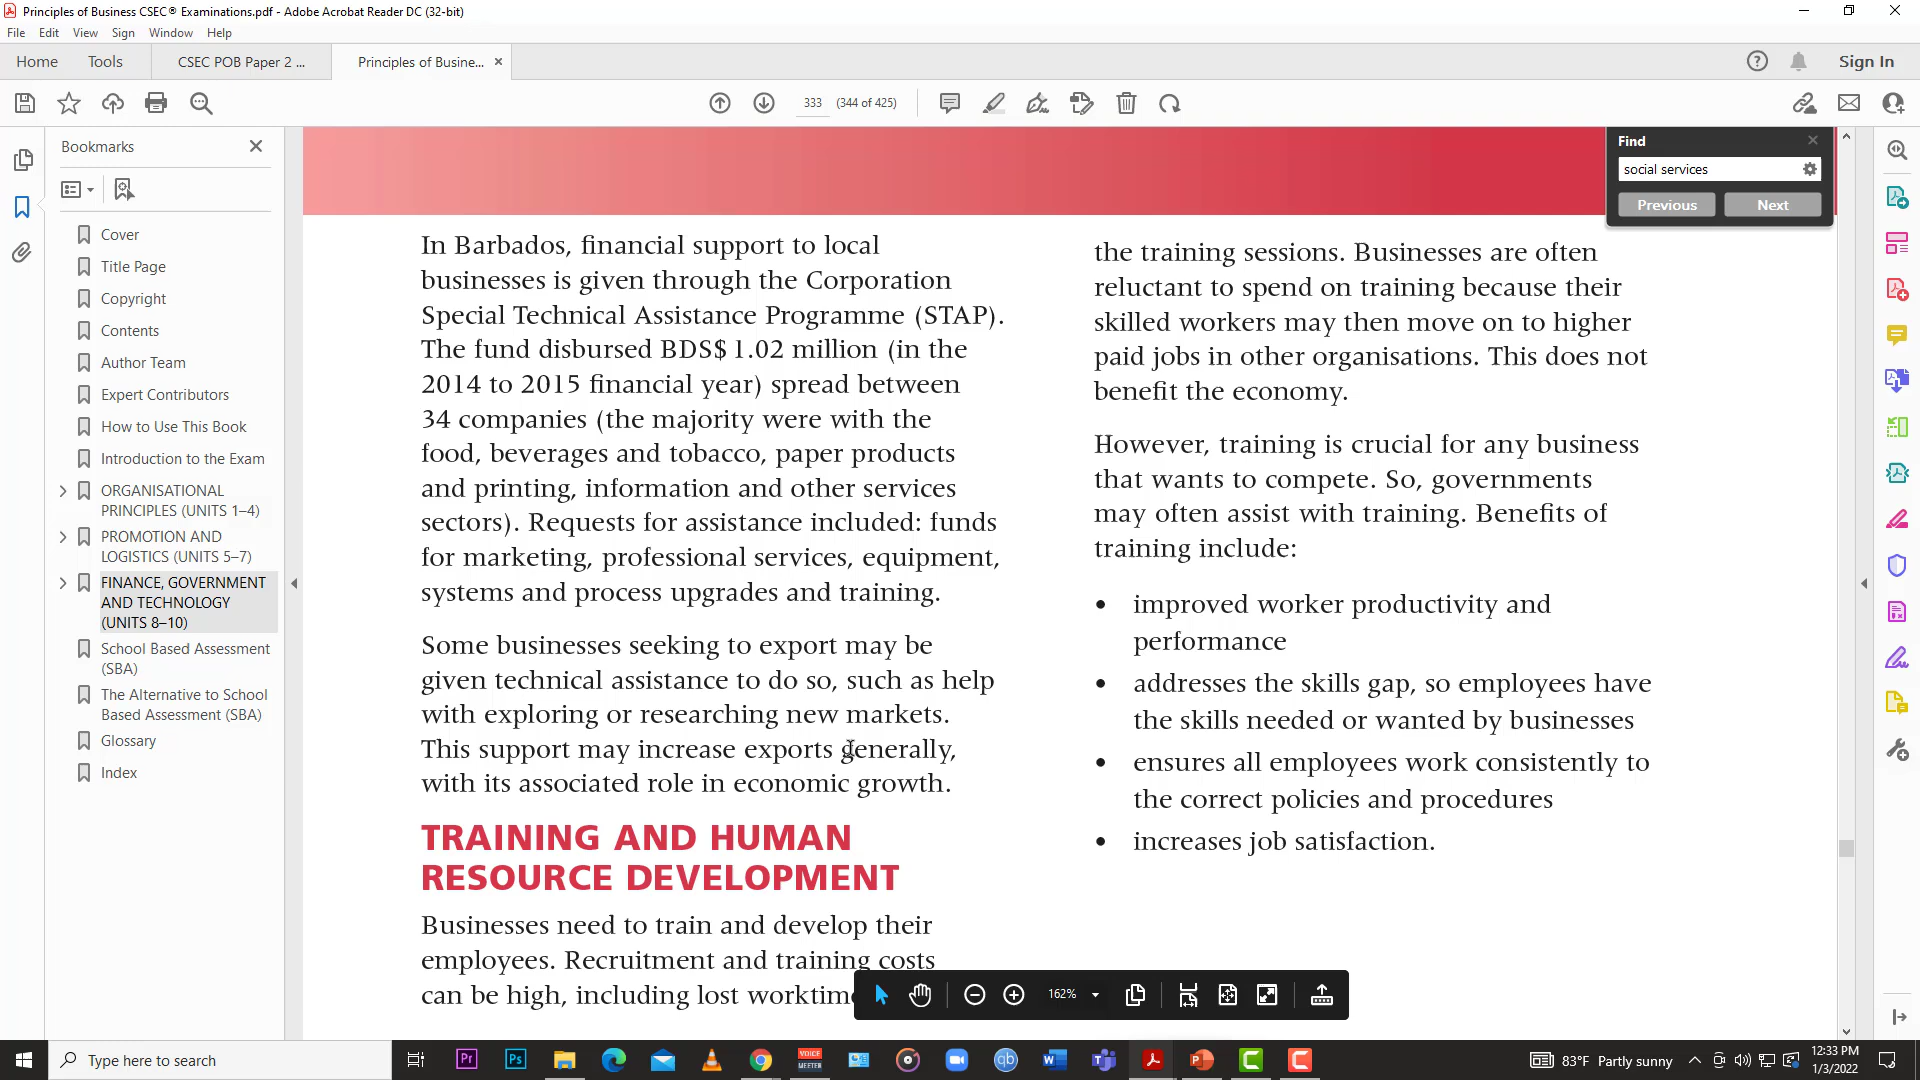 Principles of Business CSEC® Examinations.pdf - Adobe Acrobat Reader DC (32-bit)
File Edit View Sign Window Help
Home Tools CSEC POB Paper 2 ... Principles of Busine... × Sign In
333 (344 of 425)
Bookmarks
Cover
Title Page
Copyright
Contents
Author Team
Expert Contributors
How to Use This Book
Introduction to the Exam
ORGANISATIONAL
PRINCIPLES (UNITS 1–4)
PROMOTION AND
LOGISTICS (UNITS 5–7)
FINANCE, GOVERNMENT
AND TECHNOLOGY
(UNITS 8–10)
School Based Assessment
(SBA)
The Alternative to School
Based Assessment (SBA)
Glossary
Index
Find
social services
Previous Next
In Barbados, financial support to local
businesses is given through the Corporation
Special Technical Assistance Programme (STAP).
The fund disbursed BDS$ 1.02 million (in the
2014 to 2015 financial year) spread between
34 companies (the majority were with the
food, beverages and tobacco, paper products
and printing, information and other services
sectors). Requests for assistance included: funds
for marketing, professional services, equipment,
systems and process upgrades and training.
Some businesses seeking to export may be
given technical assistance to do so, such as help
with exploring or researching new markets.
This support may increase exports generally,
with its associated role in economic growth.
TRAINING AND HUMAN
RESOURCE DEVELOPMENT
Businesses need to train and develop their
employees. Recruitment and training costs
can be high, including lost worktime
the training sessions. Businesses are often
reluctant to spend on training because their
skilled workers may then move on to higher
paid jobs in other organisations. This does not
benefit the economy.
However, training is crucial for any business
that wants to compete. So, governments
may often assist with training. Benefits of
training include:
• improved worker productivity and
performance
• addresses the skills gap, so employees have
the skills needed or wanted by businesses
• ensures all employees work consistently to
the correct policies and procedures
• increases job satisfaction.
162%
Type here to search
Pr Ps VOICE MEETER qb
83°F Partly sunny
12:33 PM
1/3/2022